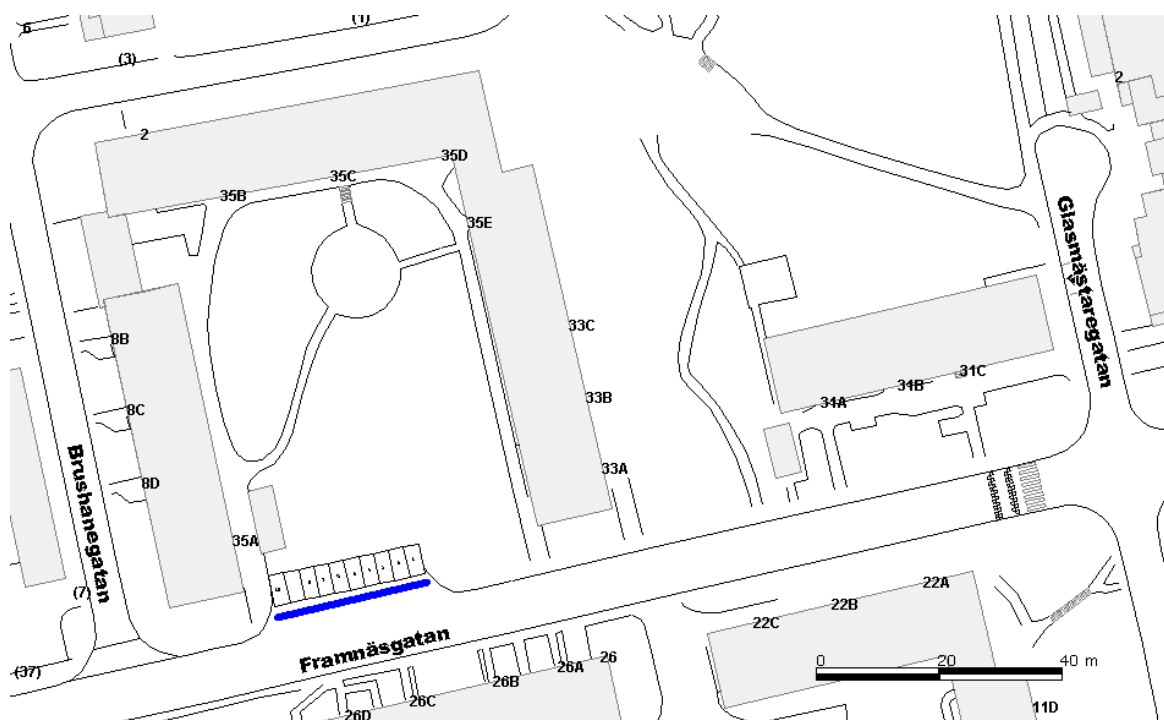 6
(1)
(3)
2
2
35D
35C
35B
35E
Glasmästaregatan
33C
8B
31C
31B
33B
31A
8C
33A
Brushanegatan
8D
35A
22A
(7)
22B
22C
Framnäsgatan
26
26A
0 20 40 m
(37)
26B
26C
11D
26D